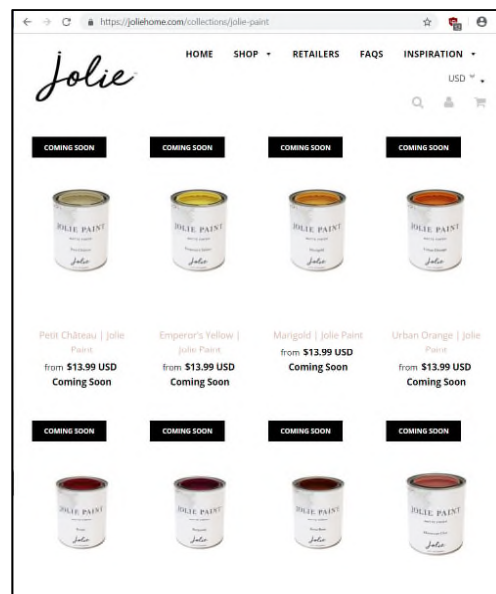 https://joliehome.com/collections/jolie-paint
jolie
HOME SHOP RETAILERS FAQS INSPIRATION
USD
COMING SOON COMING SOON COMING SOON COMING SOON
JOLIE PAINT JOLIE PAINT JOLIE PAINT JOLIE PAINT
Jolie Jolie Jolie Jolie
Petit Château | Jolie Paint
from $13.99 USD
Coming Soon
Emperor's Yellow | Jolie Paint
from $13.99 USD
Coming Soon
Marigold | Jolie Paint
from $13.99 USD
Coming Soon
Urban Orange | Jolie Paint
from $13.99 USD
Coming Soon
COMING SOON COMING SOON COMING SOON COMING SOON
JOLIE PAINT JOLIE PAINT JOLIE PAINT JOLIE PAINT
Jolie Jolie Jolie Jolie